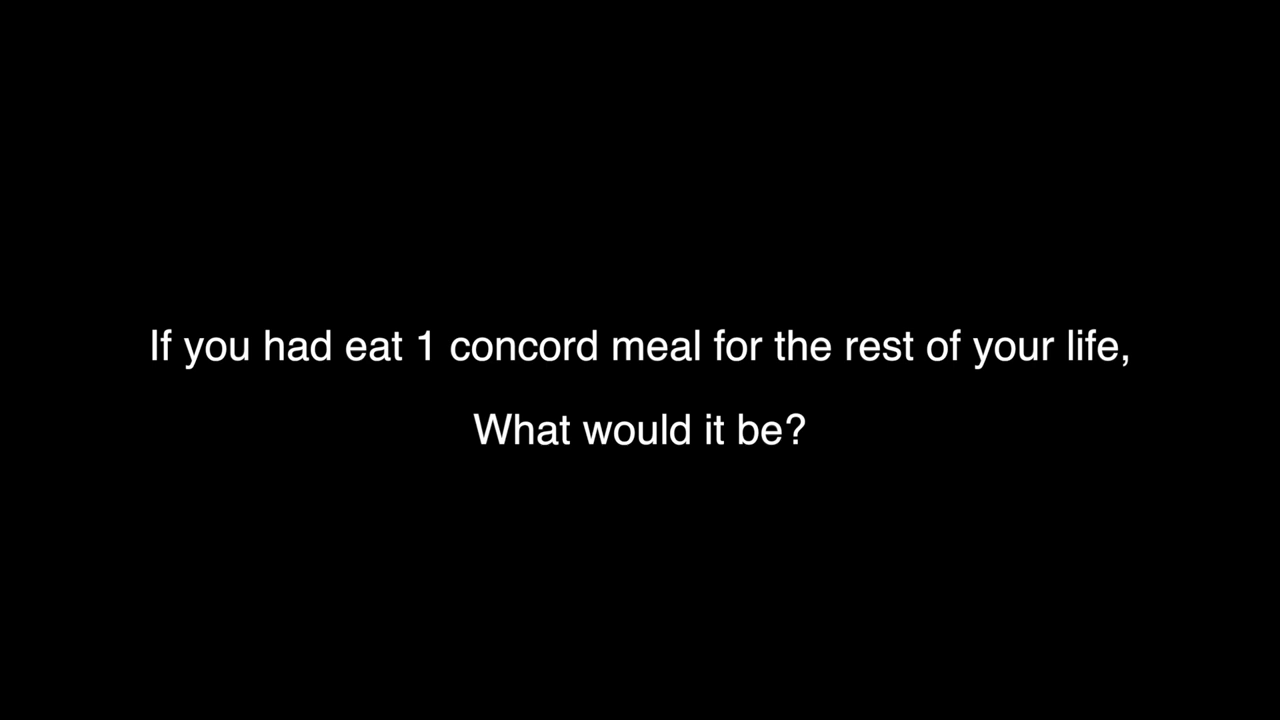 If you had eat 1 concord meal for the rest of your life,
What would it be?